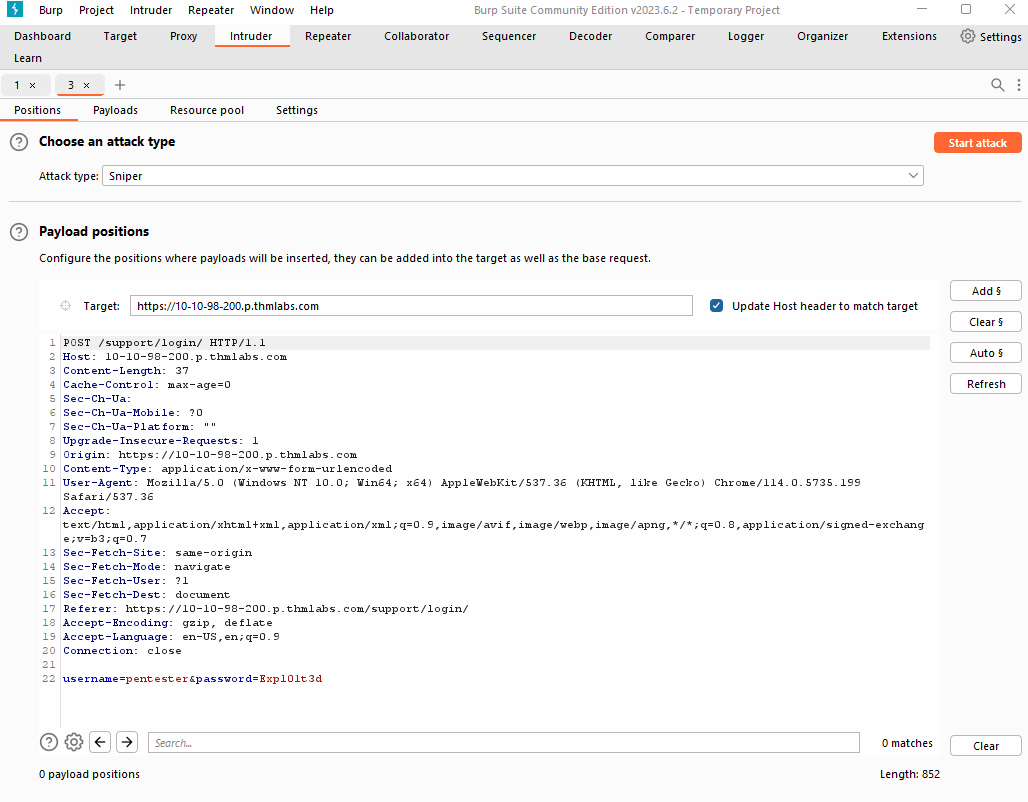 Burp Project Intruder Repeater Window Help Burp Suite Community Edition v2023.6.2 - Temporary Project
Dashboard Target Proxy Intruder Repeater Collaborator Sequencer Decoder Comparer Logger Organizer Extensions Settings
Learn
1 × 3 × +
Positions Payloads Resource pool Settings
? Choose an attack type Start attack
Attack type: Sniper
? Payload positions
Configure the positions where payloads will be inserted, they can be added into the target as well as the base request.
Add §
Target: https://10-10-98-200.p.thmlabs.com Update Host header to match target
Clear §
Auto §
Refresh
1 POST /support/login/ HTTP/1.1
2 Host: 10-10-98-200.p.thmlabs.com
3 Content-Length: 37
4 Cache-Control: max-age=0
5 Sec-Ch-Ua:
6 Sec-Ch-Ua-Mobile: ?0
7 Sec-Ch-Ua-Platform: ""
8 Upgrade-Insecure-Requests: 1
9 Origin: https://10-10-98-200.p.thmlabs.com
10 Content-Type: application/x-www-form-urlencoded
11 User-Agent: Mozilla/5.0 (Windows NT 10.0; Win64; x64) AppleWebKit/537.36 (KHTML, like Gecko) Chrome/114.0.5735.199
Safari/537.36
12 Accept:
text/html,application/xhtml+xml,application/xml;q=0.9,image/avif,image/webp,image/apng,*/*;q=0.8,application/signed-exchang
e;v=b3;q=0.7
13 Sec-Fetch-Site: same-origin
14 Sec-Fetch-Mode: navigate
15 Sec-Fetch-User: ?1
16 Sec-Fetch-Dest: document
17 Referer: https://10-10-98-200.p.thmlabs.com/support/login/
18 Accept-Encoding: gzip, deflate
19 Accept-Language: en-US,en;q=0.9
20 Connection: close
21
22 username=pentester&password=Expl01t3d
? Search... 0 matches Clear
0 payload positions Length: 852